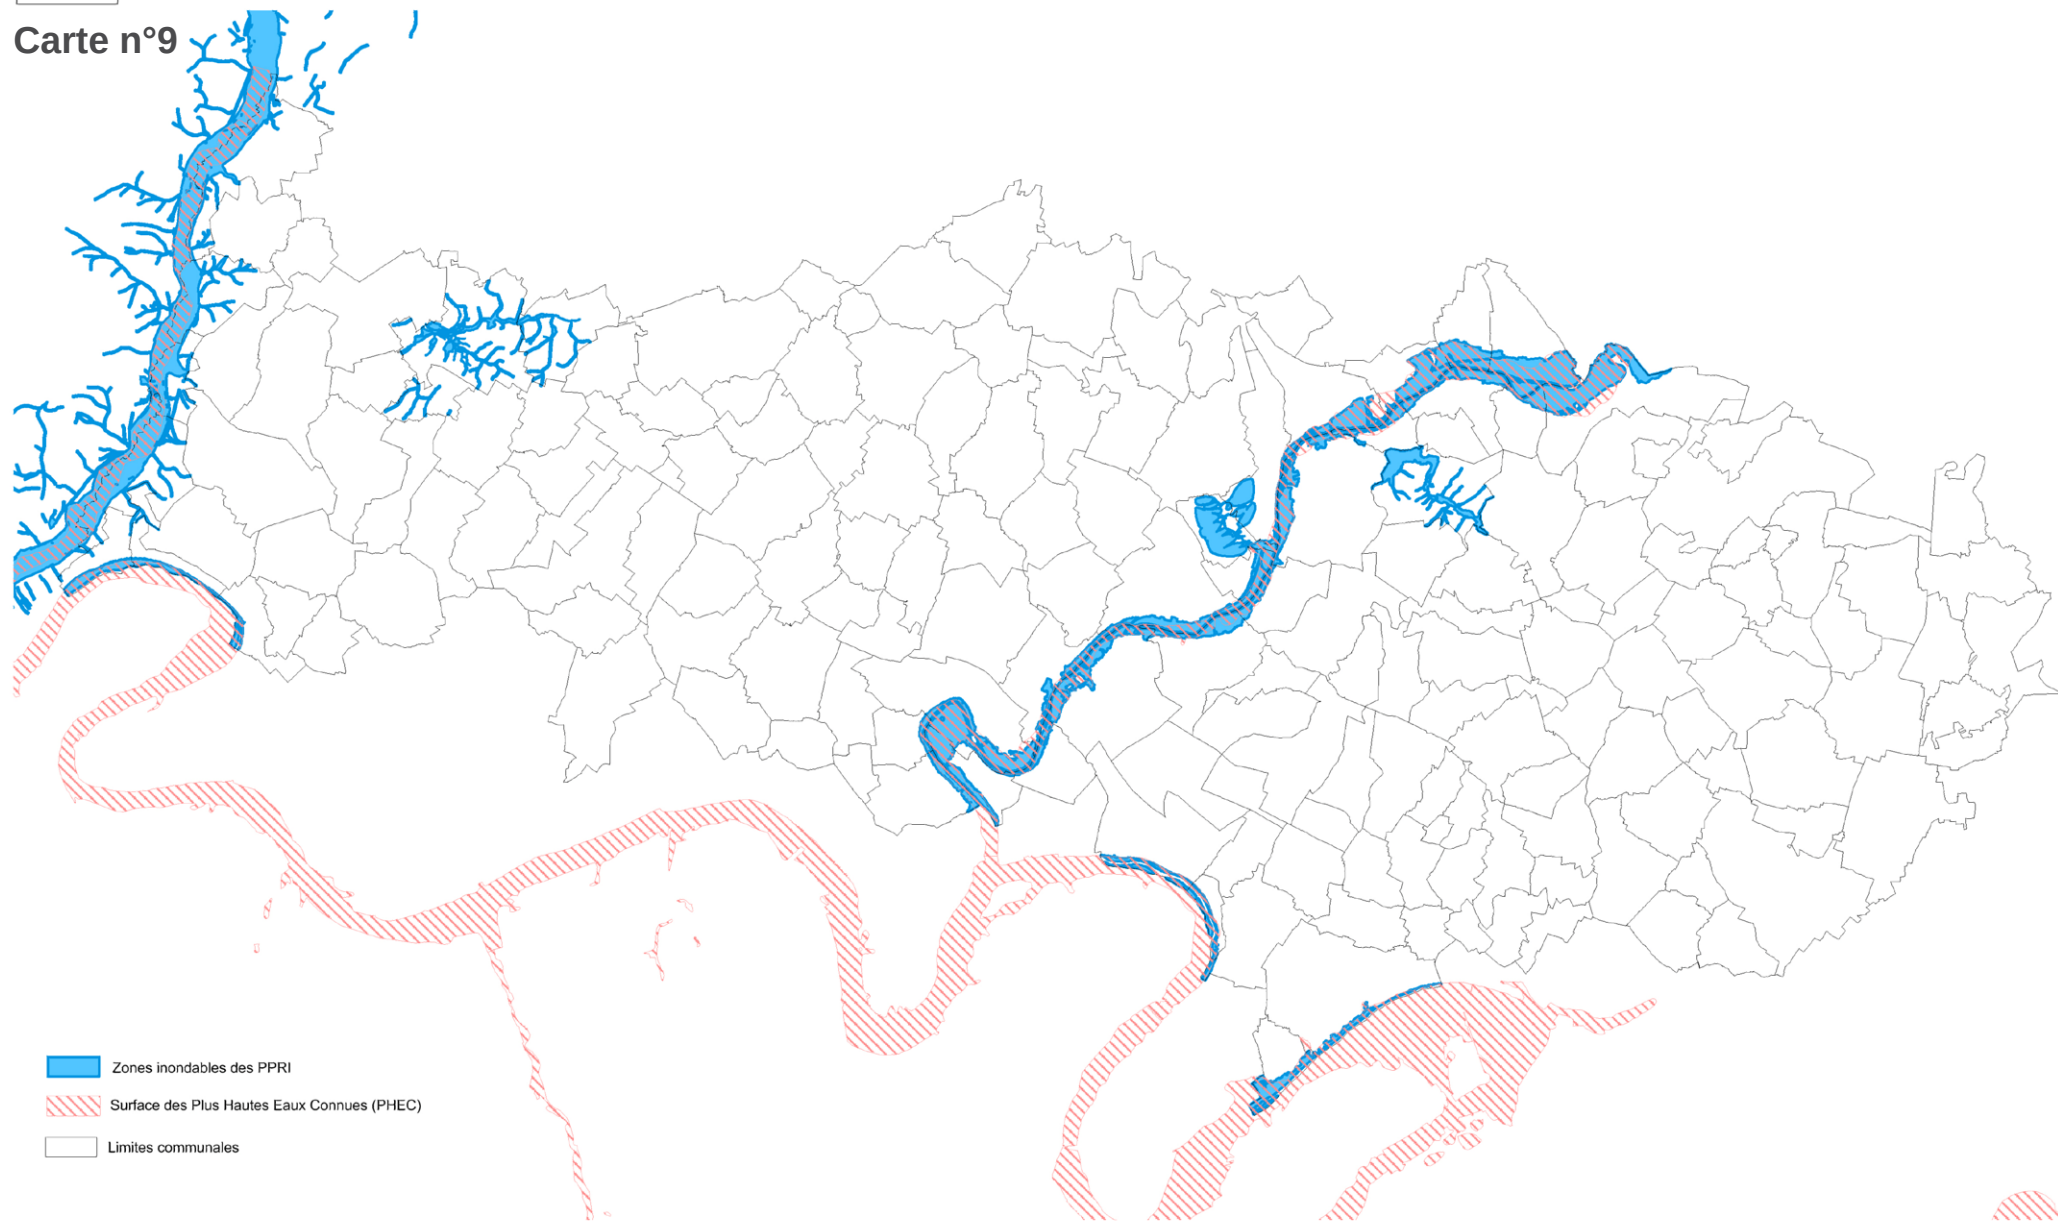 Carte n°9
Zones inondables des PPRI
Surface des Plus Hautes Eaux Connues (PHEC)
Limites communales